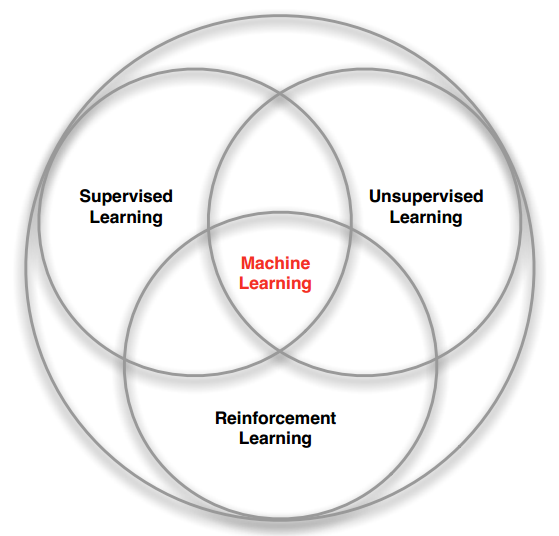 Supervised
Learning
Unsupervised
Learning
Machine
Learning
Reinforcement
Learning